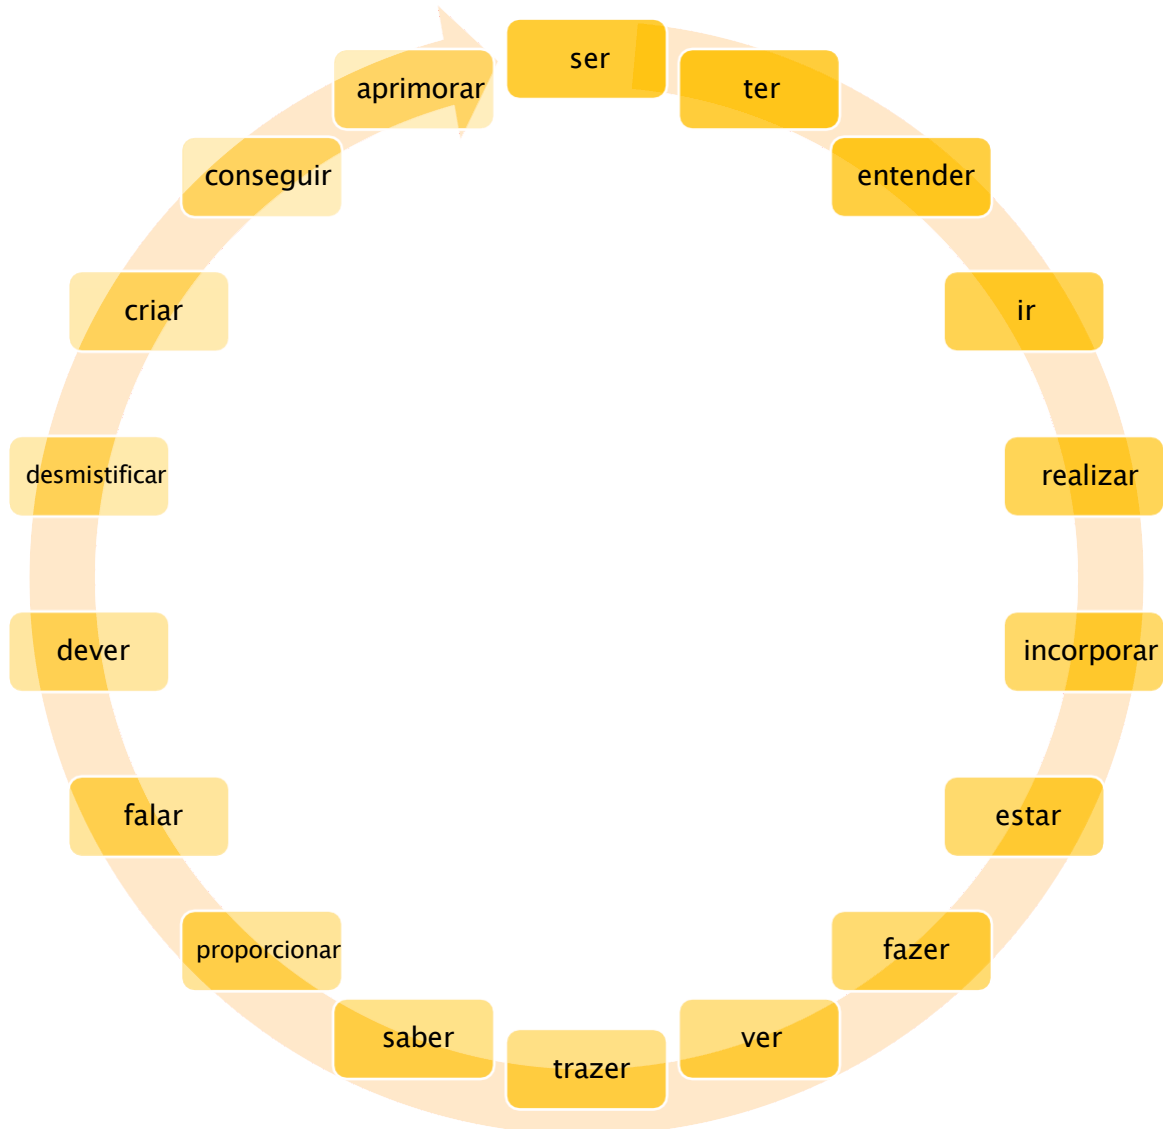 ser
ter
entender
ir
realizar
incorporar
estar
fazer
ver
trazer
saber
proporcionar
falar
dever
desmistificar
criar
conseguir
aprimorar